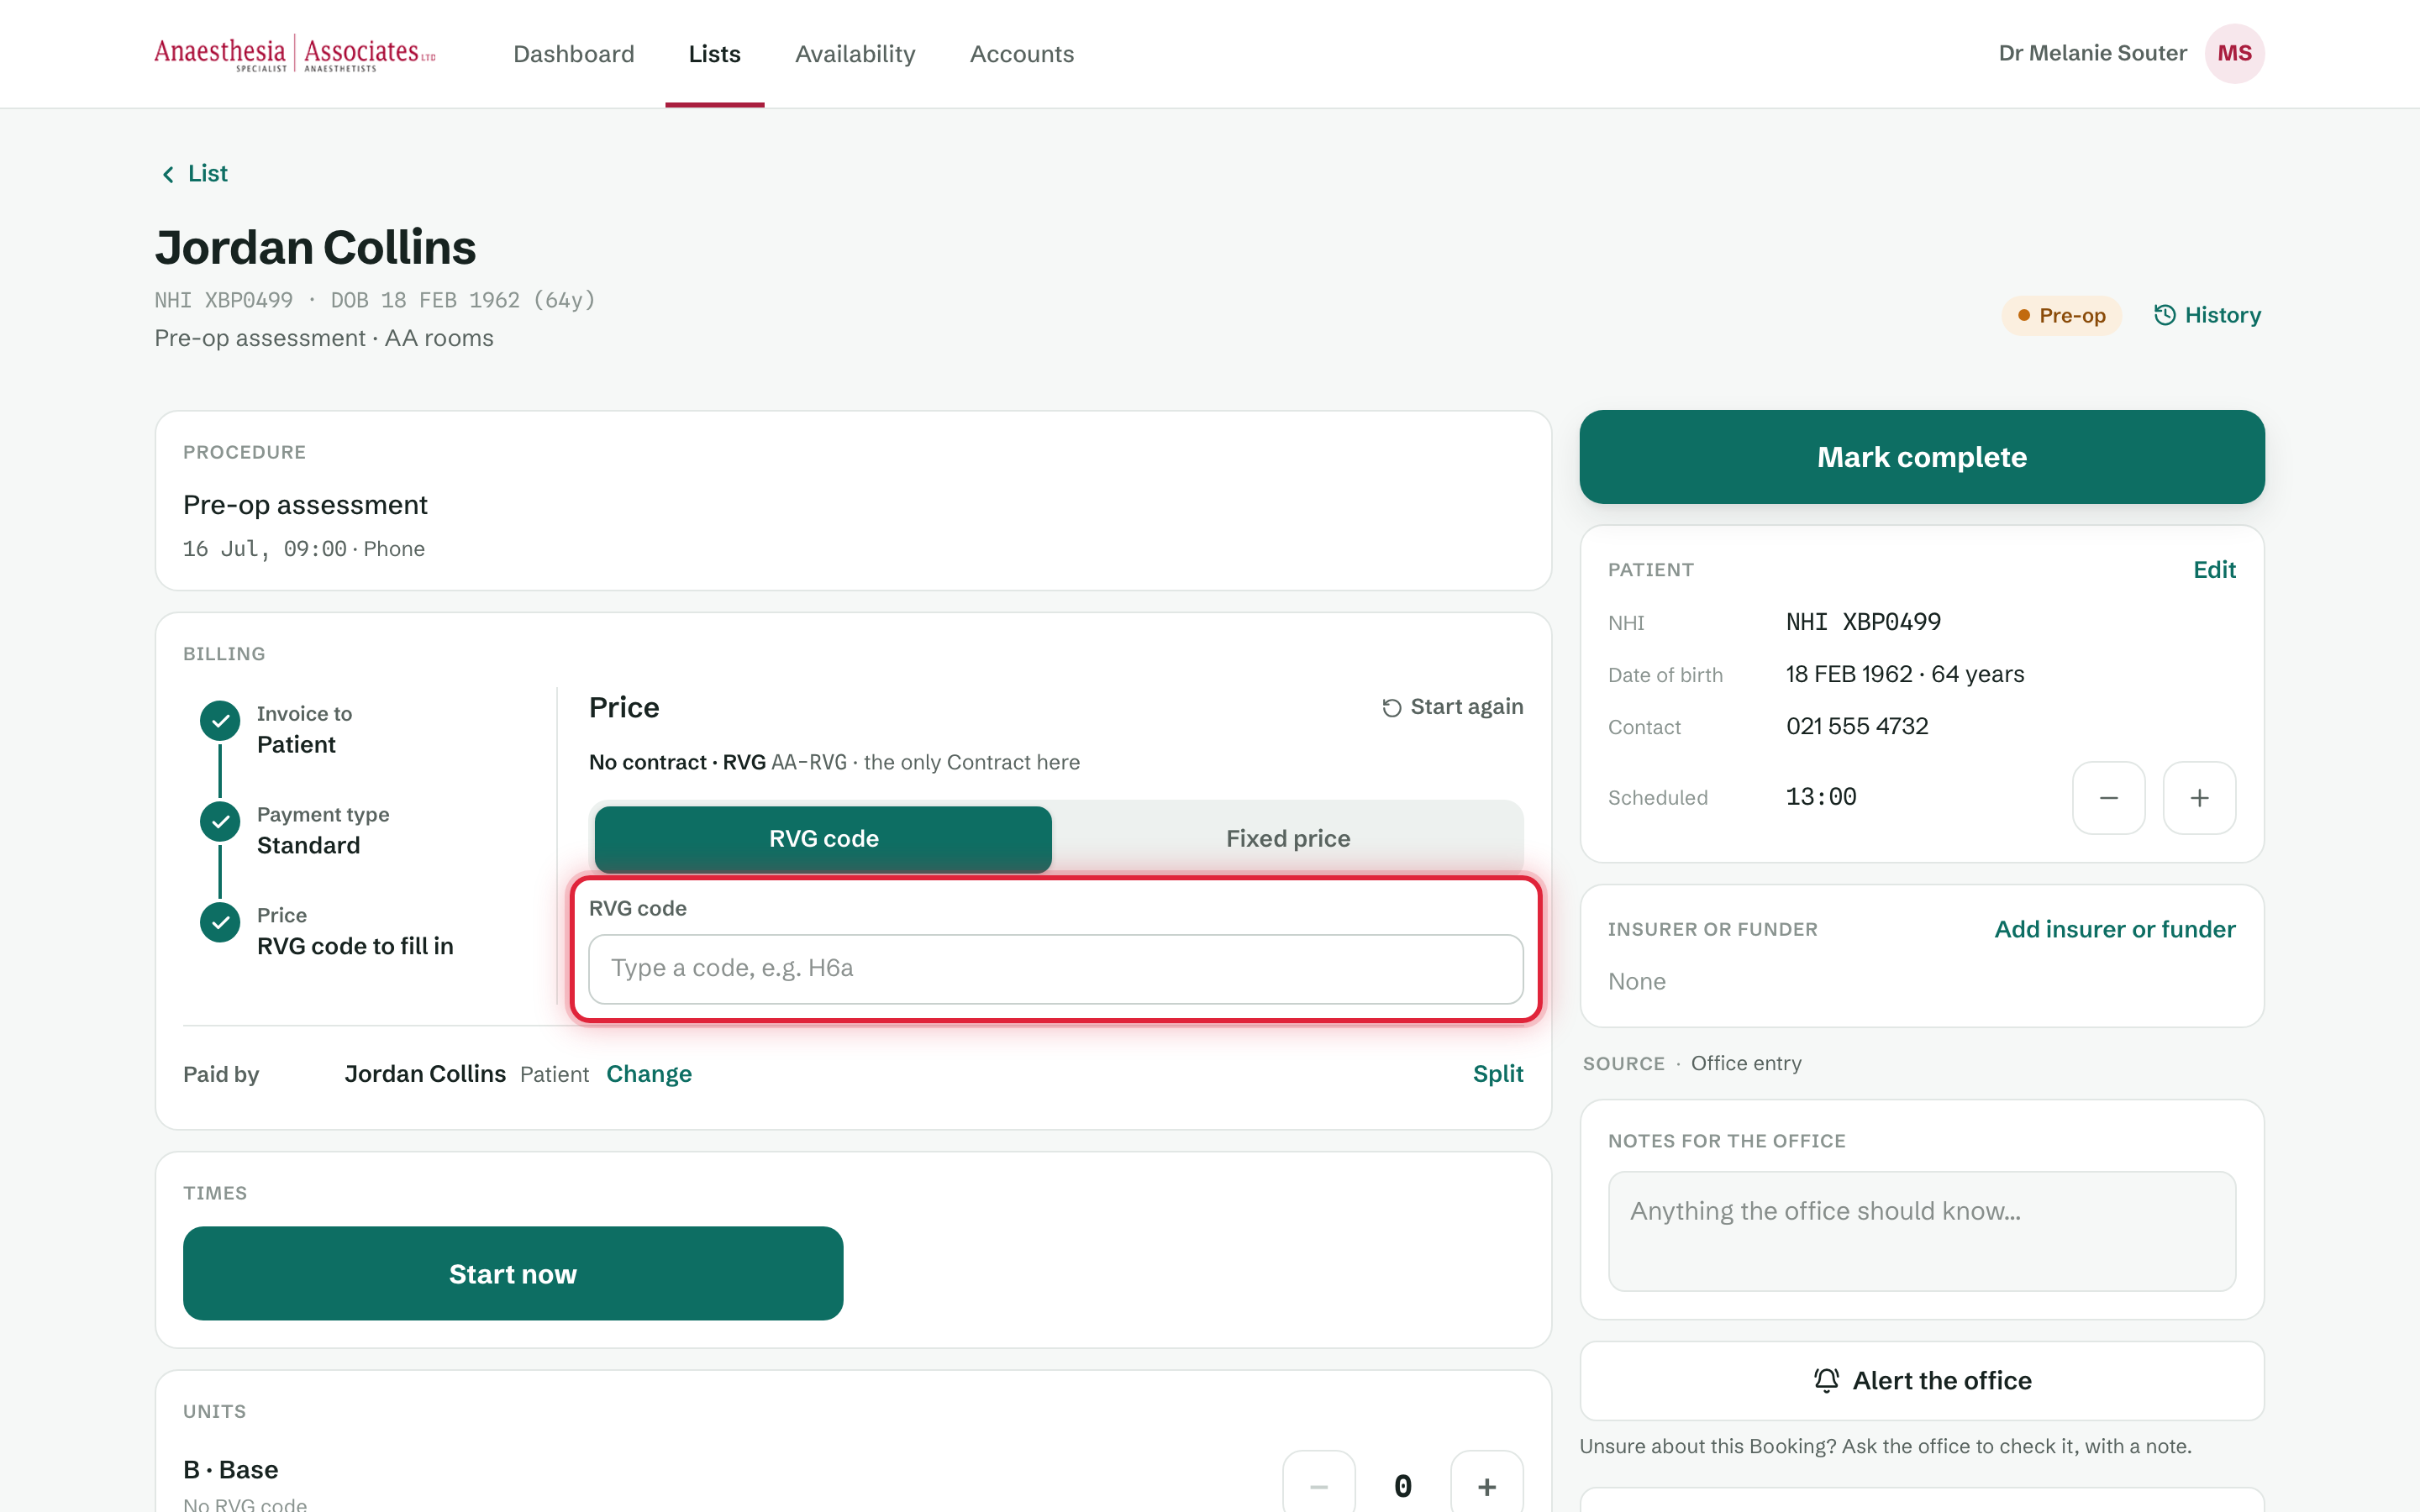 Anaesthesia | Associates LTD
SPECIALIST ANAESTHETISTS
Dashboard
Lists
Availability
Accounts
Dr Melanie Souter
MS
List
Jordan Collins
NHI XBP0499 · DOB 18 FEB 1962 (64y)
Pre-op assessment · AA rooms
Pre-op
History
PROCEDURE
Pre-op assessment
16 Jul, 09:00 · Phone
BILLING
Invoice to
Patient
Payment type
Standard
Price
RVG code to fill in
Price
Start again
No contract · RVG AA-RVG · the only Contract here
RVG code
Fixed price
RVG code
Type a code, e.g. H6a
Paid by
Jordan Collins Patient Change
Split
TIMES
Start now
UNITS
B · Base
No RVG code
0
Mark complete
PATIENT
Edit
NHI
NHI XBP0499
Date of birth
18 FEB 1962 · 64 years
Contact
021 555 4732
Scheduled
13:00
INSURER OR FUNDER
Add insurer or funder
None
SOURCE · Office entry
NOTES FOR THE OFFICE
Anything the office should know...
Alert the office
Unsure about this Booking? Ask the office to check it, with a note.